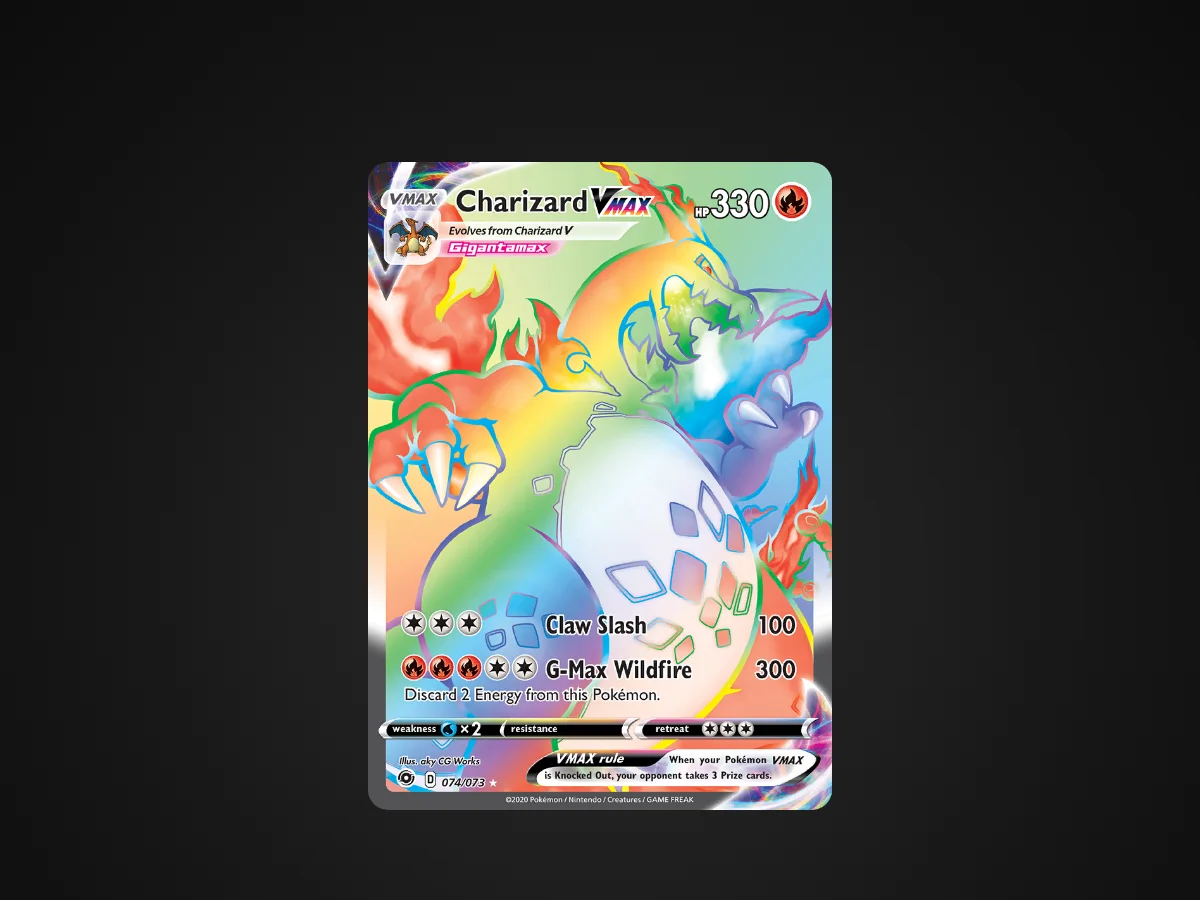 VMAX
Charizard VMAX
HP 330
Evolves from Charizard V
Gigantamax
Claw Slash 100
G-Max Wildfire 300
Discard 2 Energy from this Pokémon.
weakness ×2 resistance retreat
Illus. aky CG Works
D 074/073
VMAX rule When your Pokémon VMAX
is Knocked Out, your opponent takes 3 Prize cards.
©2020 Pokémon / Nintendo / Creatures / GAME FREAK